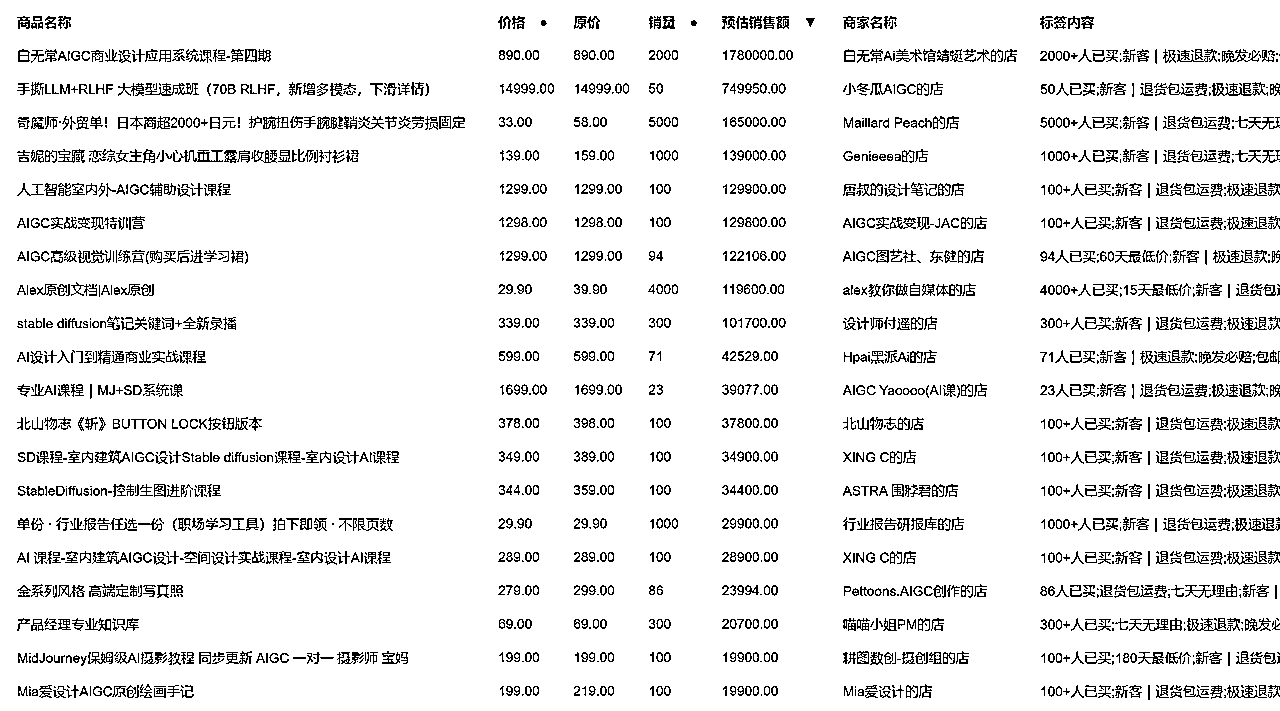 商品名称 价格 • 原价 销量 • 预估销售额 ▼ 商家名称 标签内容
白无常AIGC商业设计应用系统课程-第四期 890.00 890.00 2000 1780000.00 白无常Ai美术馆蜻蜓艺术的店 2000+人已买;新客 | 极速退款;晚发必赔;
手撕LLM+RLHF 大模型速成班（70B RLHF，新增多模态，下滑详情） 14999.00 14999.00 50 749950.00 小冬瓜AIGC的店 50人已买;新客 | 退货包运费;极速退款;晚
奇魔师·外贸单！日本商超2000+日元！护腕扭伤手腕腱鞘炎关节炎劳损固定 33.00 58.00 5000 165000.00 Maillard Peach的店 5000+人已买;新客 | 退货包运费;七天无理
吉妮的宝藏 恋综女主角小心机重工露肩收腰显比例衬衫裙 139.00 159.00 1000 139000.00 Genieeea的店 1000+人已买;新客 | 退货包运费;七天无理
人工智能室内外-AIGC辅助设计课程 1299.00 1299.00 100 129900.00 唐叔的设计笔记的店 100+人已买;新客 | 退货包运费;极速退款
AIGC实战变现特训营 1298.00 1298.00 100 129800.00 AIGC实战变现-JAC的店 100+人已买;新客 | 退货包运费;极速退款
AIGC高级视觉训练营(购买后进学习裙) 1299.00 1299.00 94 122106.00 AIGC图艺社、东健的店 94人已买;60天最低价;新客 | 极速退款;晚
Alex原创文档|Alex原创 29.90 39.90 4000 119600.00 alex教你做自媒体的店 4000+人已买;15天最低价;新客 | 退货包运
stable diffusion笔记关键词+全新录播 339.00 339.00 300 101700.00 设计师付遥的店 300+人已买;新客 | 退货包运费;极速退款
AI设计入门到精通商业实战课程 599.00 599.00 71 42529.00 Hpai黑派Ai的店 71人已买;新客 | 极速退款;晚发必赔;包邮
专业AI课程 | MJ+SD系统课 1699.00 1699.00 23 39077.00 AIGC Yaoooo(AI课)的店 23人已买;新客 | 退货包运费;极速退款;晚
北山物志《斩》BUTTON LOCK按钮版本 378.00 398.00 100 37800.00 北山物志的店 100+人已买;新客 | 退货包运费;极速退款
SD课程-室内建筑AIGC设计Stable diffusion课程-室内设计AI课程 349.00 389.00 100 34900.00 XING C的店 100+人已买;新客 | 退货包运费;极速退款
StableDiffusion-控制生图进阶课程 344.00 359.00 100 34400.00 ASTRA 围脖君的店 100+人已买;新客 | 退货包运费;极速退款
单份 · 行业报告任选一份（职场学习工具）拍下即领 · 不限页数 29.90 29.90 1000 29900.00 行业报告研报库的店 1000+人已买;新客 | 退货包运费;极速退款
AI 课程-室内建筑AIGC设计-空间设计实战课程-室内设计AI课程 289.00 289.00 100 28900.00 XING C的店 100+人已买;新客 | 退货包运费;极速退款
金系列风格 高端定制写真照 279.00 299.00 86 23994.00 Pettoons.AIGC创作的店 86人已买;退货包运费;七天无理由;新客 |
产品经理专业知识库 69.00 69.00 300 20700.00 喵喵小姐PM的店 300+人已买;七天无理由;极速退款;晚发必
MidJourney保姆级AI摄影教程 同步更新 AIGC 一对一 摄影师 宝妈 199.00 199.00 100 19900.00 耕图数创-摄创组的店 100+人已买;180天最低价;新客 | 退货包运
Mia爱设计AIGC原创绘画手记 199.00 219.00 100 19900.00 Mia爱设计的店 100+人已买;新客 | 退货包运费;极速退款